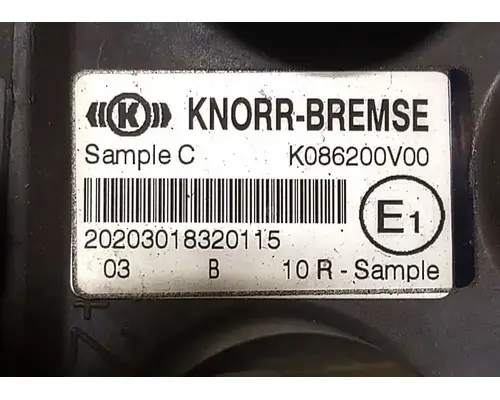 K KNORR-BREMSE
Sample C K086200V00
E1
20203018320115
03 B 10 R - Sample